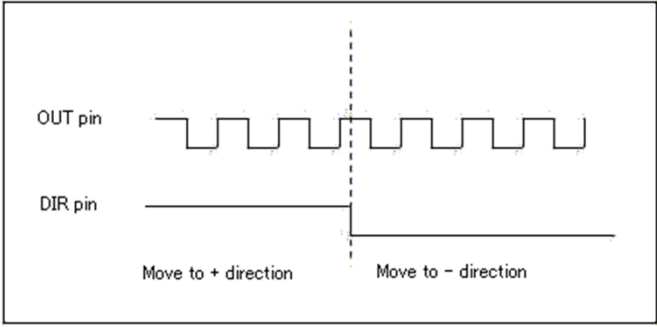 OUT pin
DIR pin
Move to + direction
Move to - direction